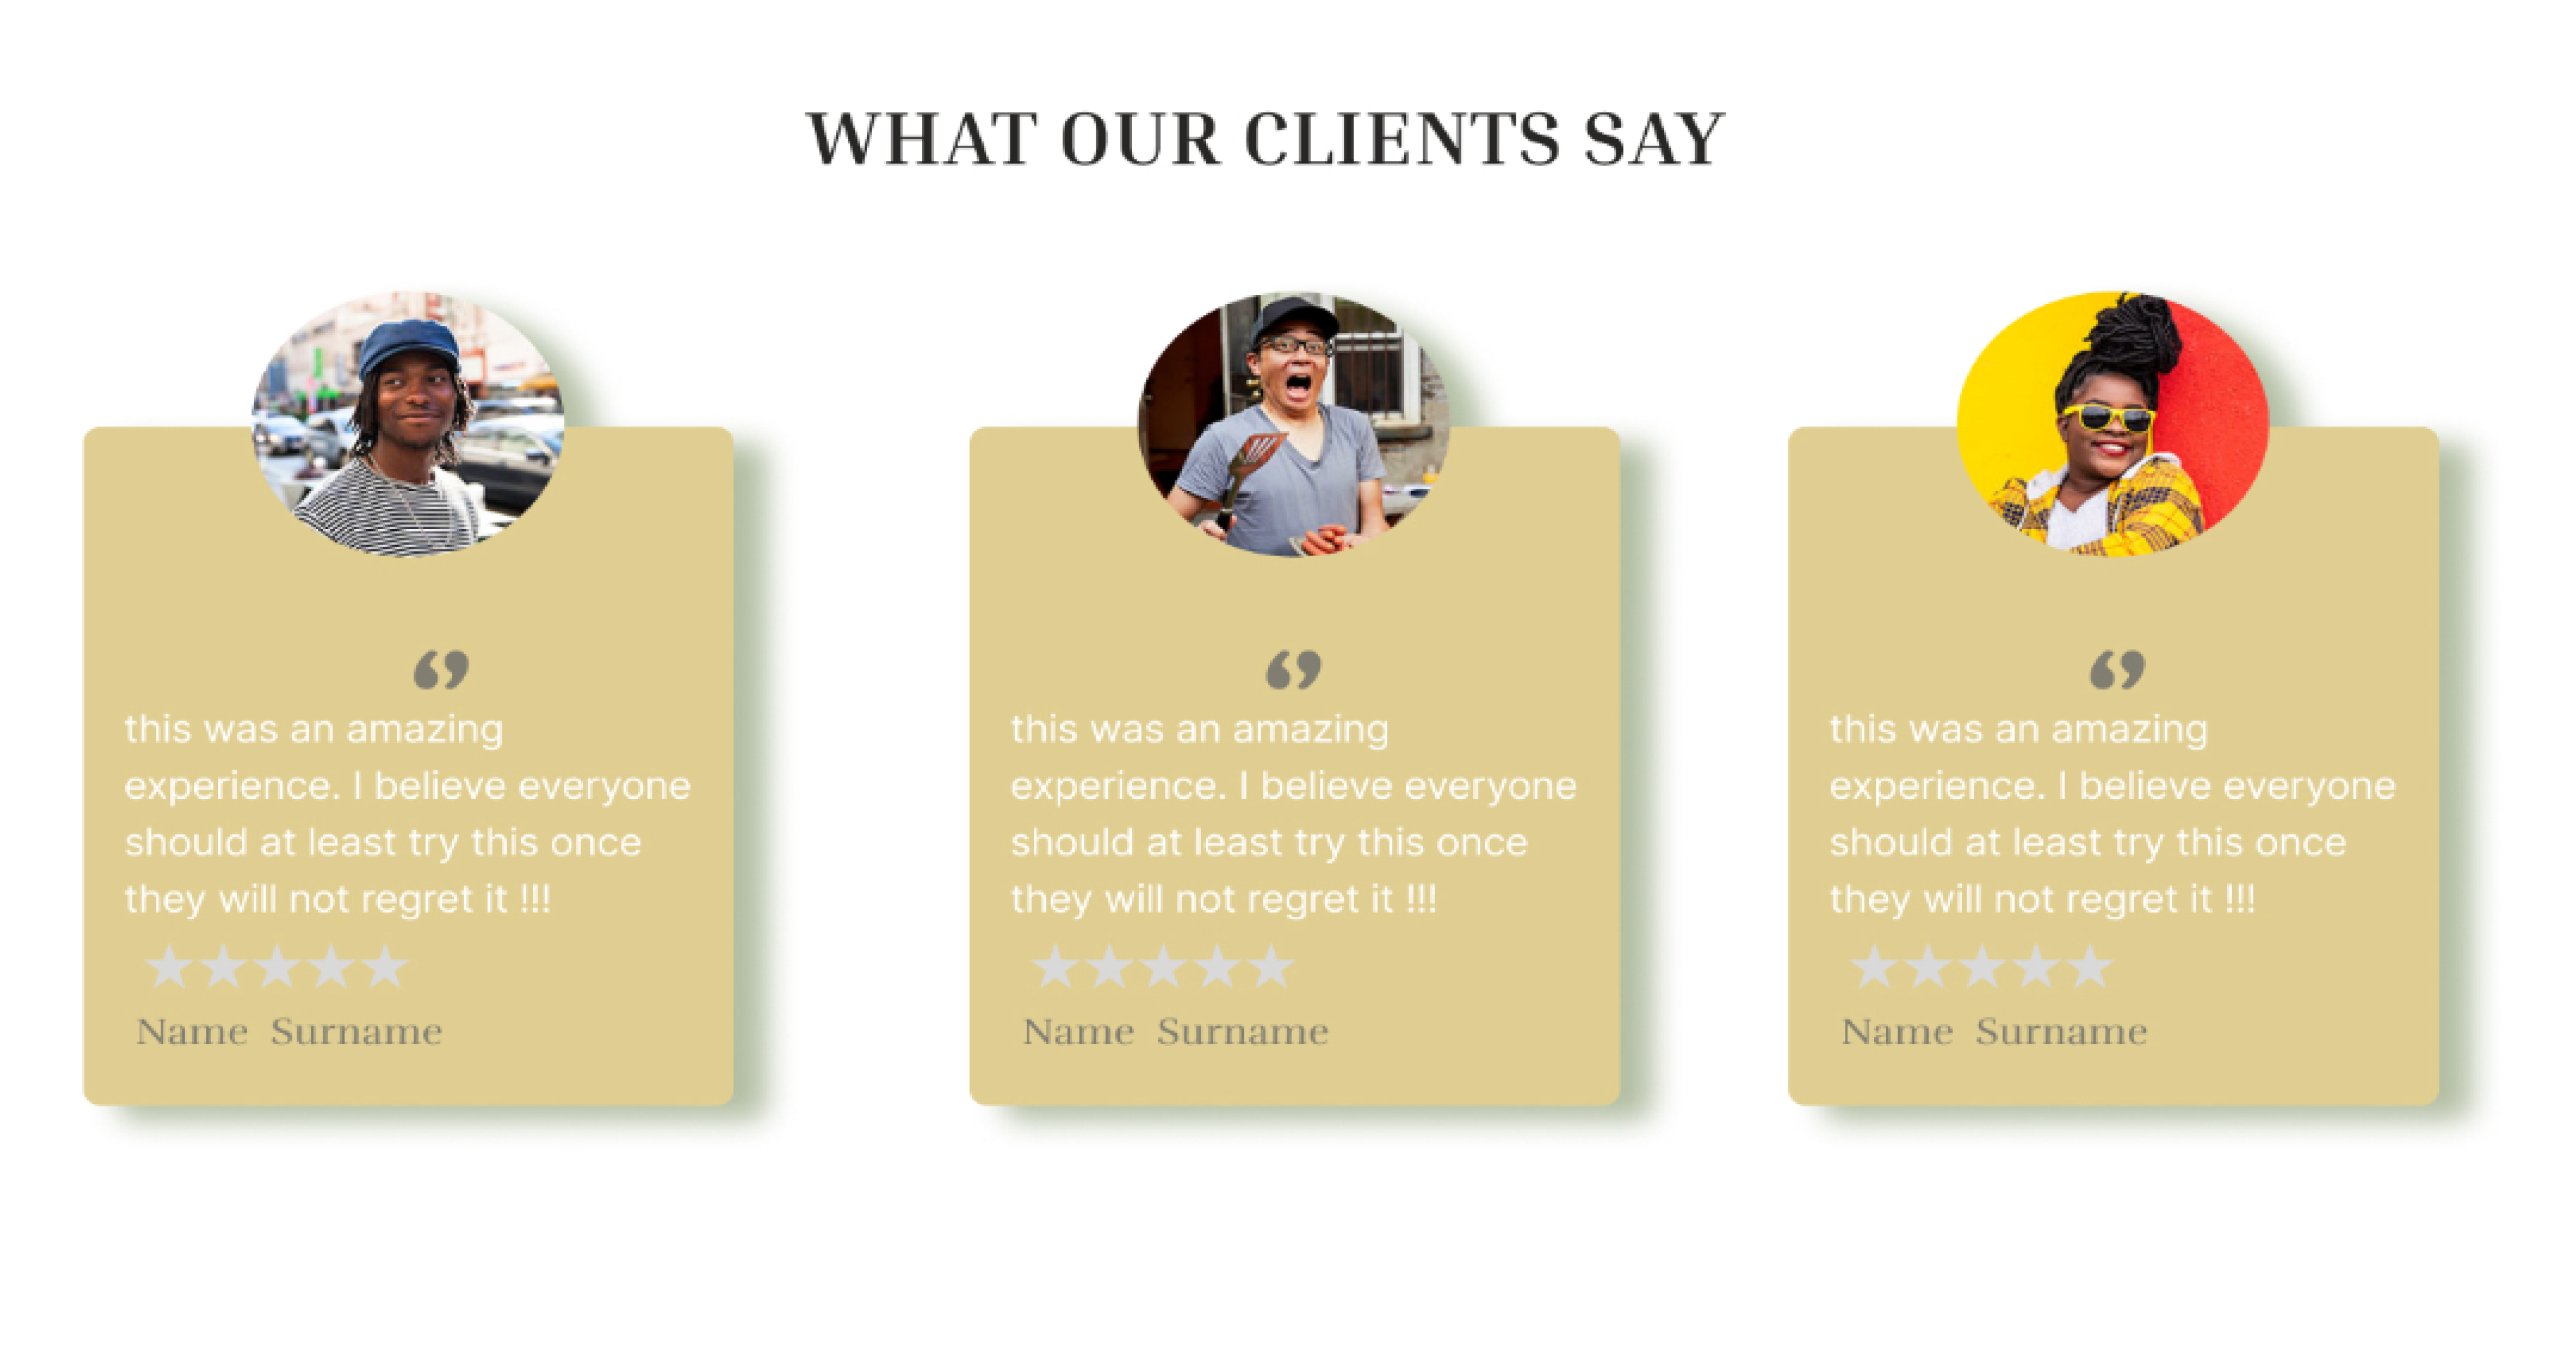 WHAT OUR CLIENTS SAY
this was an amazing
experience. I believe everyone
should at least try this once
they will not regret it !!!
Name Surname
this was an amazing
experience. I believe everyone
should at least try this once
they will not regret it !!!
Name Surname
this was an amazing
experience. I believe everyone
should at least try this once
they will not regret it !!!
Name Surname